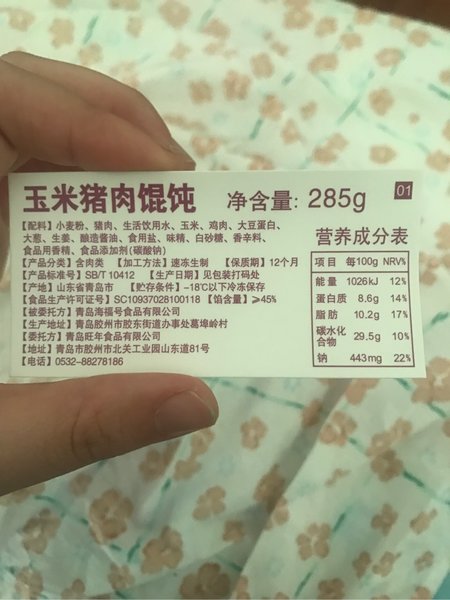 玉米猪肉馄饨 净含量: 285g 01
【配料】小麦粉、猪肉、生活饮用水、玉米、鸡肉、大豆蛋白、
大葱、生姜、酿造酱油、食用盐、味精、白砂糖、香辛料、
食品用香精、食品添加剂(碳酸钠)
【产品分类】含肉类 【加工方法】速冻生制 【保质期】12个月
【产品标准号】SB/T 10412 【生产日期】见包装打码处
【产地】山东省青岛市 【贮存条件】-18℃以下冷冻保存
【食品生产许可证号】SC10937028100118 【馅含量】≥45%
【被委托方】青岛海福号食品有限公司
【生产地址】青岛胶州市胶东街道办事处葛埠岭村
【委托方】青岛旺年食品有限公司
【地址】青岛市胶州市北关工业园山东道81号
【电话】0532-88278186
营养成分表
项目 每100g NRV%
能量 1026kJ 12%
蛋白质 8.6g 14%
脂肪 10.2g 17%
碳水化合物 29.5g 10%
钠 443mg 22%